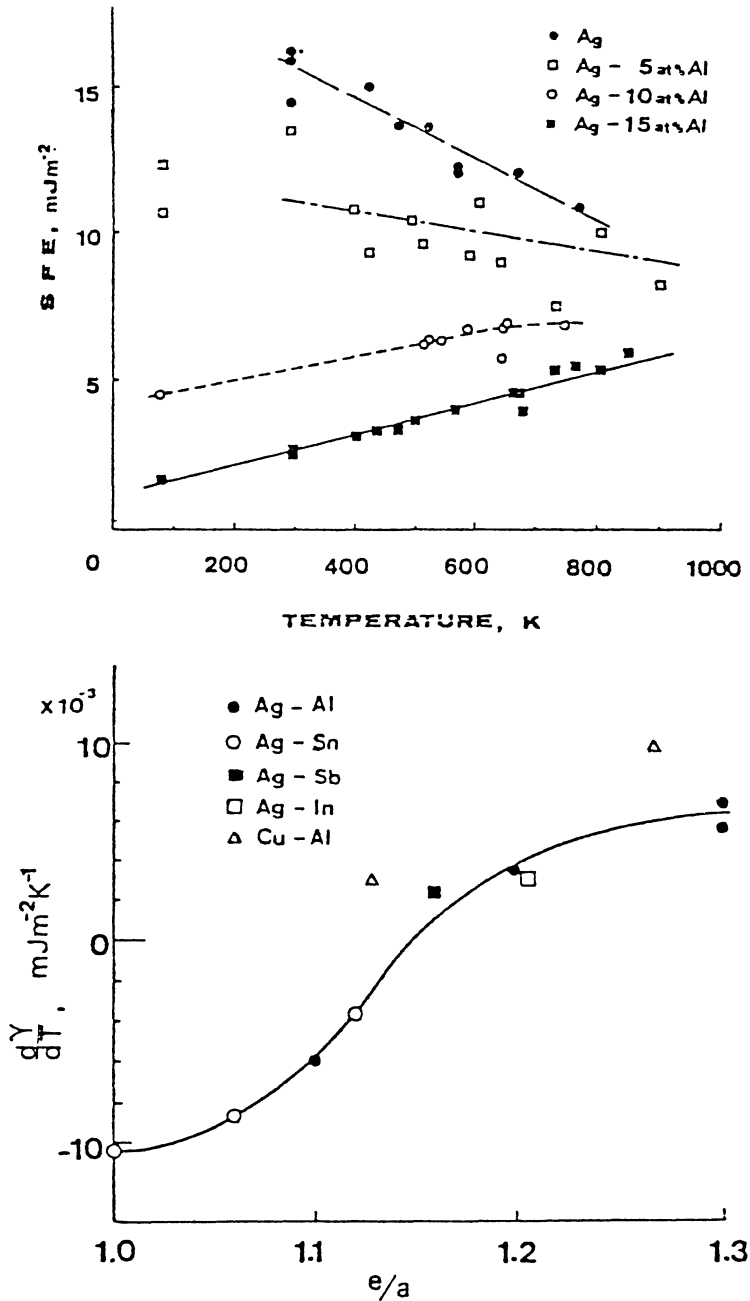 Ag
Ag - 5 at%Al
Ag - 10 at%Al
Ag - 15 at%Al
15
10
5
SFE, mJm⁻²
0 200 400 600 800 1000
TEMPERATURE, K
x10⁻³
Ag - Al
Ag - Sn
Ag - Sb
Ag - In
Cu - Al
10
0
-10
dγ/dT, mJm⁻²K⁻¹
1.0 1.1 1.2 1.3
e/a